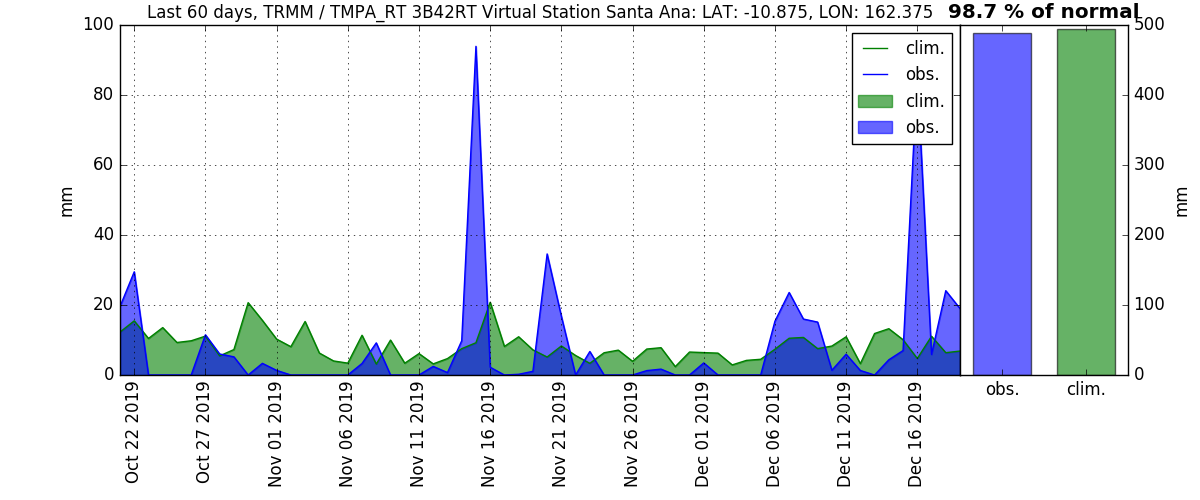 Last 60 days, TRMM / TMPA_RT 3B42RT Virtual Station Santa Ana: LAT: -10.875, LON: 162.375
98.7 % of normal
100
80
60
40
20
0
mm
clim.
obs.
clim.
obs.
500
400
300
200
100
0
mm
obs.
clim.
Oct 22 2019
Oct 27 2019
Nov 01 2019
Nov 06 2019
Nov 11 2019
Nov 16 2019
Nov 21 2019
Nov 26 2019
Dec 01 2019
Dec 06 2019
Dec 11 2019
Dec 16 2019